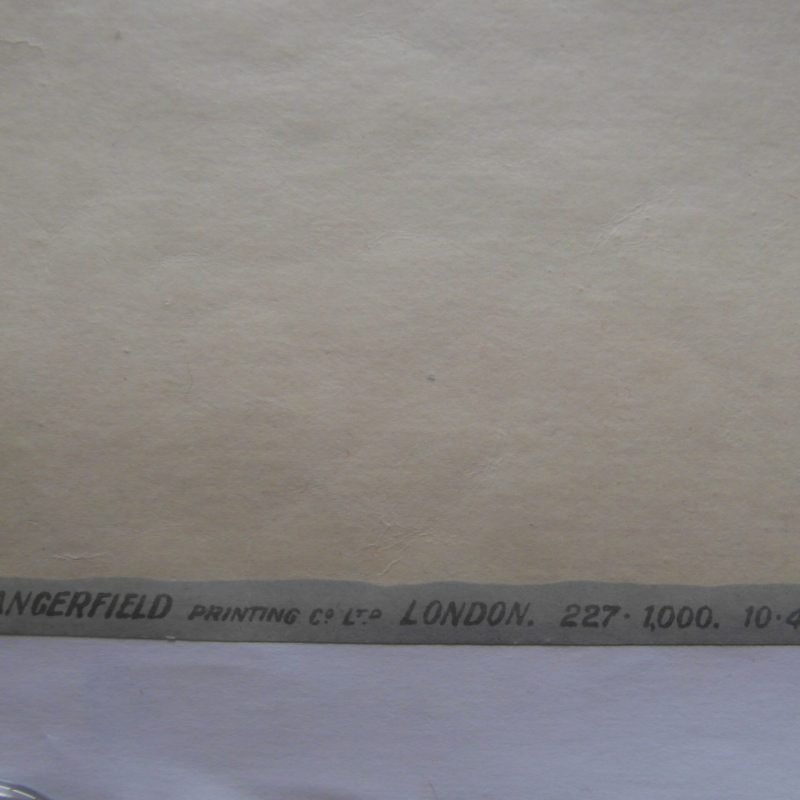 ANGERFIELD PRINTING Co LTD LONDON. 227·1,000. 10·4